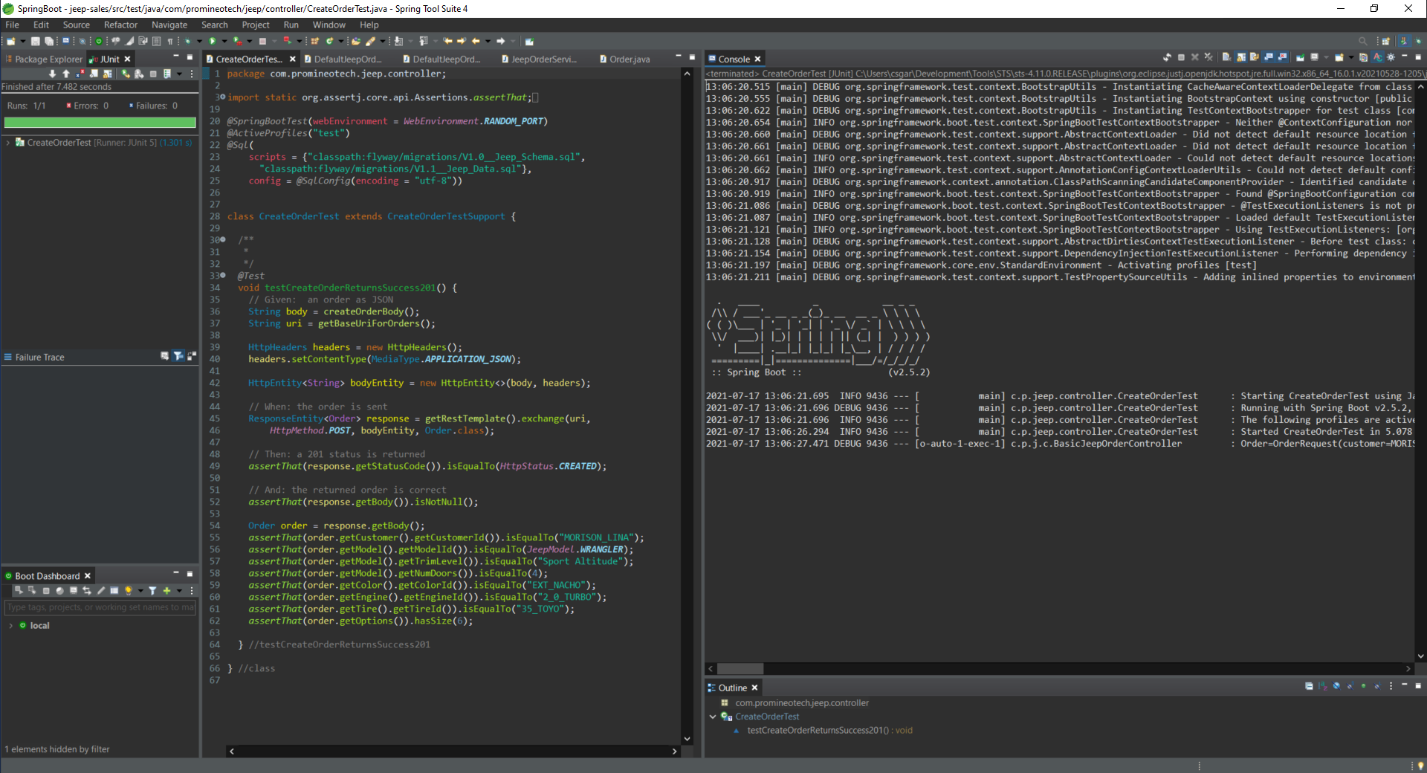 SpringBoot - jeep-sales/src/test/java/com/promineotech/jeep/controller/CreateOrderTest.java - Spring Tool Suite 4
File Edit Source Refactor Navigate Search Project Run Window Help
Package Explorer
JUnit
Finished after 7.482 seconds
Runs: 1/1 Errors: 0 Failures: 0
CreateOrderTest [Runner: JUnit 5] (1.301 s)
Failure Trace
Boot Dashboard
Type tags, projects, or working set names to ma
local
1 elements hidden by filter
CreateOrderTes...
DefaultJeepOrd...
DefaultJeepOrd...
JeepOrderServi...
Order.java
1 package com.promineotech.jeep.controller;
2
3 import static org.assertj.core.api.Assertions.assertThat;
19
20 @SpringBootTest(webEnvironment = WebEnvironment.RANDOM_PORT)
21 @ActiveProfiles("test")
22 @Sql(
23 scripts = {"classpath:flyway/migrations/V1.0__Jeep_Schema.sql",
24 "classpath:flyway/migrations/V1.1__Jeep_Data.sql"},
25 config = @SqlConfig(encoding = "utf-8"))
26
27
28 class CreateOrderTest extends CreateOrderTestSupport {
29
30 /**
31 *
32 */
33 @Test
34 void testCreateOrderReturnsSuccess201() {
35 // Given: an order as JSON
36 String body = createOrderBody();
37 String uri = getBaseUriForOrders();
38
39 HttpHeaders headers = new HttpHeaders();
40 headers.setContentType(MediaType.APPLICATION_JSON);
41
42 HttpEntity<String> bodyEntity = new HttpEntity<>(body, headers);
43
44 // When: the order is sent
45 ResponseEntity<Order> response = getRestTemplate().exchange(uri,
46 HttpMethod.POST, bodyEntity, Order.class);
47
48 // Then: a 201 status is returned
49 assertThat(response.getStatusCode()).isEqualTo(HttpStatus.CREATED);
50
51 // And: the returned order is correct
52 assertThat(response.getBody()).isNotNull();
53
54 Order order = response.getBody();
55 assertThat(order.getCustomer().getCustomerId()).isEqualTo("MORISON_LINA");
56 assertThat(order.getModel().getModelId()).isEqualTo(JeepModel.WRANGLER);
57 assertThat(order.getModel().getTrimLevel()).isEqualTo("Sport Altitude");
58 assertThat(order.getModel().getNumDoors()).isEqualTo(4);
59 assertThat(order.getColor().getColorId()).isEqualTo("EXT_NACHO");
60 assertThat(order.getEngine().getEngineId()).isEqualTo("2_0_TURBO");
61 assertThat(order.getTire().getTireId()).isEqualTo("35_TOYO");
62 assertThat(order.getOptions()).hasSize(6);
63
64 } //testCreateOrderReturnsSuccess201
65
66 } //class
67
Console
<terminated> CreateOrderTest [JUnit] C:\Users\csgar\Development\Tools\STS\sts-4.11.0.RELEASE\plugins\org.eclipse.justj.openjdk.hotspot.jre.full.win32.x86_64_16.0.1.v20210528-1205
13:06:20.515 [main] DEBUG org.springframework.test.context.BootstrapUtils - Instantiating CacheAwareContextLoaderDelegate from class
13:06:20.555 [main] DEBUG org.springframework.test.context.BootstrapUtils - Instantiating BootstrapContext using constructor [public
13:06:20.622 [main] DEBUG org.springframework.test.context.BootstrapUtils - Instantiating TestContextBootstrapper for test class [com
13:06:20.654 [main] INFO org.springframework.boot.test.context.SpringBootTestContextBootstrapper - Neither @ContextConfiguration nor
13:06:20.660 [main] DEBUG org.springframework.test.context.support.AbstractContextLoader - Did not detect default resource location
13:06:20.661 [main] DEBUG org.springframework.test.context.support.AbstractContextLoader - Did not detect default resource location
13:06:20.661 [main] INFO org.springframework.test.context.support.AbstractContextLoader - Could not detect default resource location
13:06:20.662 [main] INFO org.springframework.test.context.support.AnnotationConfigContextLoaderUtils - Could not detect default confi
13:06:20.917 [main] DEBUG org.springframework.context.annotation.ClassPathScanningCandidateComponentProvider - Identified candidate
13:06:20.919 [main] INFO org.springframework.boot.test.context.SpringBootTestContextBootstrapper - Found @SpringBootConfiguration com
13:06:21.086 [main] DEBUG org.springframework.boot.test.context.SpringBootTestContextBootstrapper - @TestExecutionListeners is not pr
13:06:21.087 [main] INFO org.springframework.boot.test.context.SpringBootTestContextBootstrapper - Loaded default TestExecutionListen
13:06:21.121 [main] INFO org.springframework.boot.test.context.SpringBootTestContextBootstrapper - Using TestExecutionListeners: [org
13:06:21.128 [main] DEBUG org.springframework.test.context.support.AbstractDirtiesContextTestExecutionListener - Before test class:
13:06:21.154 [main] DEBUG org.springframework.test.context.support.DependencyInjectionTestExecutionListener - Performing dependency
13:06:21.197 [main] DEBUG org.springframework.core.env.StandardEnvironment - Activating profiles [test]
13:06:21.211 [main] DEBUG org.springframework.test.context.support.TestPropertySourceUtils - Adding inlined properties to environment
:: Spring Boot :: (v2.5.2)
2021-07-17 13:06:21.695 INFO 9436 --- [ main] c.p.jeep.controller.CreateOrderTest : Starting CreateOrderTest using Ja
2021-07-17 13:06:21.696 DEBUG 9436 --- [ main] c.p.jeep.controller.CreateOrderTest : Running with Spring Boot v2.5.2,
2021-07-17 13:06:21.696 INFO 9436 --- [ main] c.p.jeep.controller.CreateOrderTest : The following profiles are active
2021-07-17 13:06:26.294 INFO 9436 --- [ main] c.p.jeep.controller.CreateOrderTest : Started CreateOrderTest in 5.078
2021-07-17 13:06:27.471 DEBUG 9436 --- [o-auto-1-exec-1] c.p.j.c.BasicJeepOrderController : Order=OrderRequest(customer=MORIS
Outline
com.promineotech.jeep.controller
CreateOrderTest
testCreateOrderReturnsSuccess201() : void